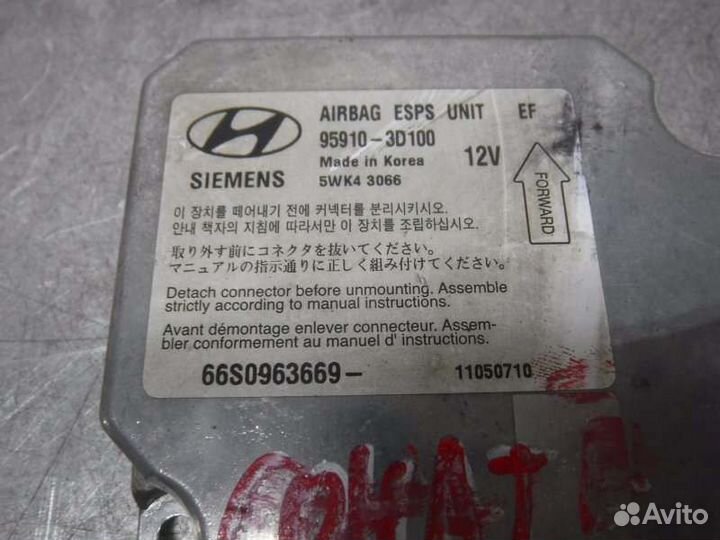 AIRBAG ESPS UNIT EF
95910-3D100
Made in Korea 12V
SIEMENS 5WK4 3066
FORWARD
이 장치를 떼어내기 전에 커넥터를 분리시키시오.
안내 책자의 지침에 따라서만 이 장치를 조립하십시오.
取り外す前にコネクタを抜いてください。
マニュアルの指示通りに正しく組み付けてください。
Detach connector before unmounting. Assemble
strictly according to manual instructions.
Avant démontage enlever connecteur. Assem-
bler conformement au manuel d' instructions.
66S0963669- 11050710
Avito